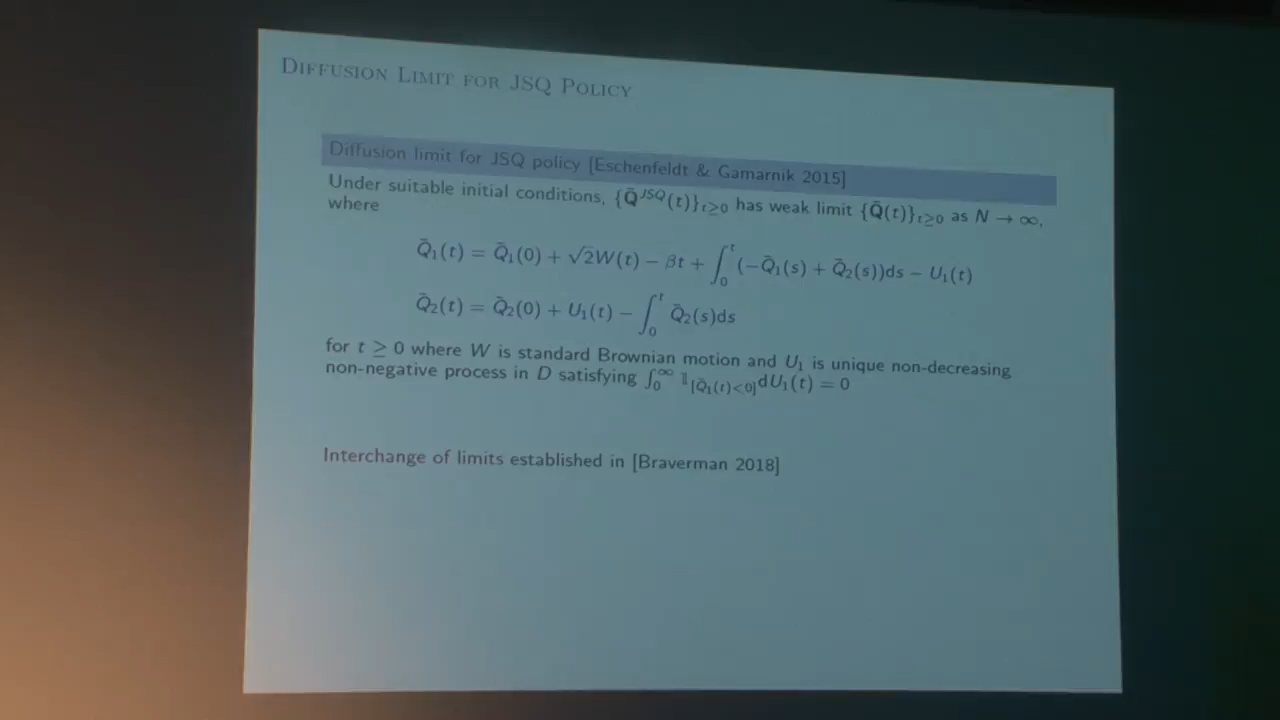 DIFFUSION LIMIT FOR JSQ POLICY
Diffusion limit for JSQ policy [Eschenfeldt & Gamarnik 2015]
Under suitable initial conditions, {Q̄^JSQ(t)}_{t≥0} has weak limit {Q̄(t)}_{t≥0} as N → ∞,
where
Q̄₁(t) = Q̄₁(0) + √2W(t) − βt + ∫₀ᵗ (−Q̄₁(s) + Q̄₂(s))ds − U₁(t)
Q̄₂(t) = Q̄₂(0) + U₁(t) − ∫₀ᵗ Q̄₂(s)ds
for t ≥ 0 where W is standard Brownian motion and U₁ is unique non-decreasing
non-negative process in D satisfying ∫₀^∞ 𝟙_{[Q̄₁(t)<0]}dU₁(t) = 0
Interchange of limits established in [Braverman 2018]